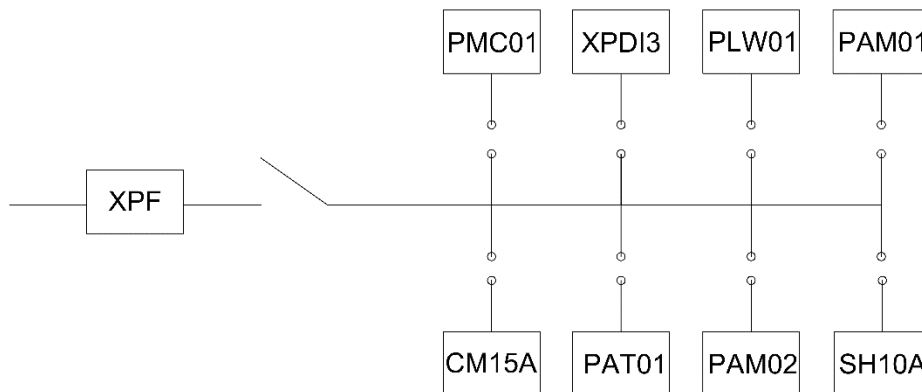 PMC01 XPDI3 PLW01 PAM01
XPF
CM15A PAT01 PAM02 SH10A